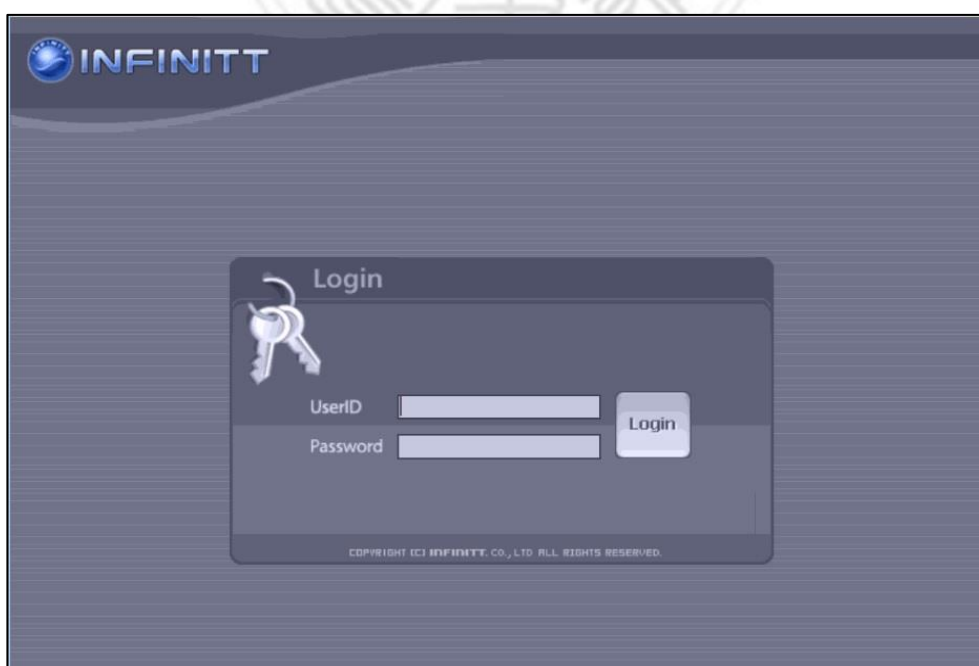 INFINITT
Login
UserID
Password
Login
COPYRIGHT (C) INFINITT. CO., LTD ALL RIGHTS RESERVED.